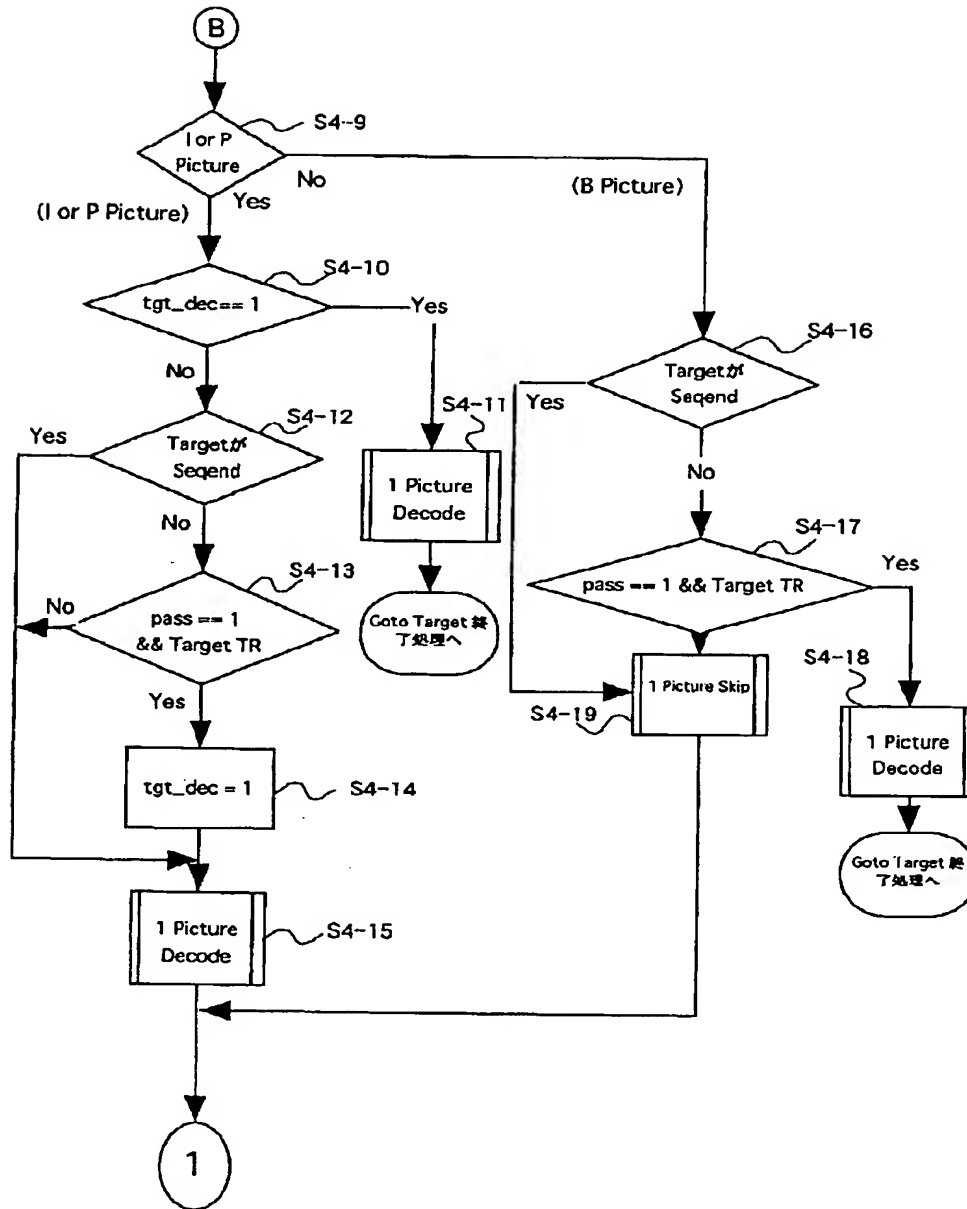 B
S4-9
I or P
Picture
No
Yes
(I or P Picture)
(B Picture)
S4-10
tgt_dec== 1
Yes
No
S4-16
Targetが
Seqend
Yes
No
S4-12
Yes
Targetが
Seqend
No
S4-11
1 Picture
Decode
S4-13
No
pass == 1
&& Target TR
Yes
Goto Target 終
了処理へ
S4-17
pass == 1 && Target TR
Yes
1 Picture Skip
S4-19
S4-18
1 Picture
Decode
tgt_dec = 1
S4-14
Goto Target 終
了処理へ
1 Picture
Decode
S4-15
1